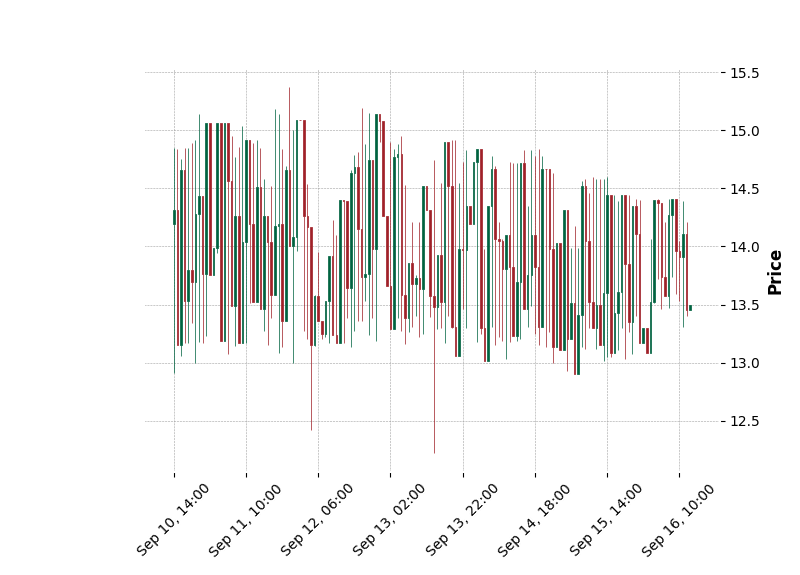 15.5
15.0
14.5
14.0
13.5
13.0
12.5
Price
Sep 10, 14:00
Sep 11, 10:00
Sep 12, 06:00
Sep 13, 02:00
Sep 13, 22:00
Sep 14, 18:00
Sep 15, 14:00
Sep 16, 10:00